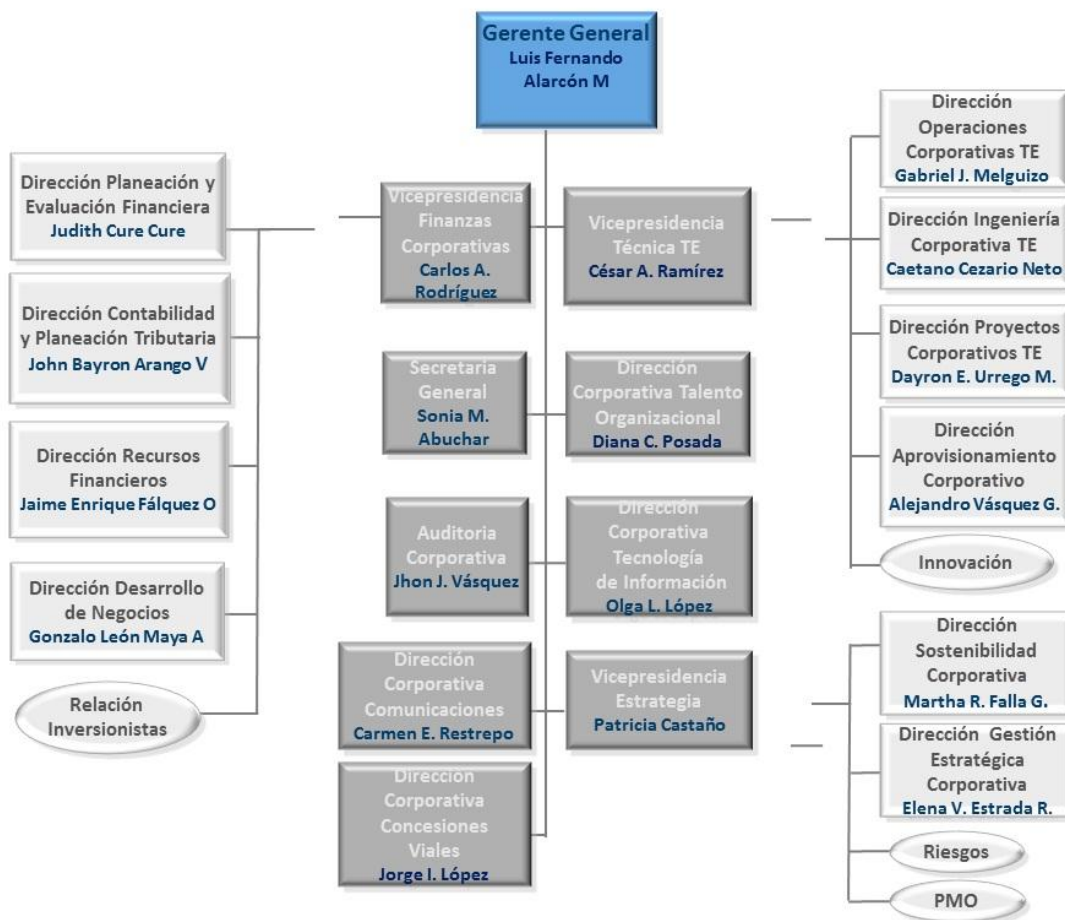 Gerente General
Luis Fernando
Alarcón M
Dirección Planeación y
Evaluación Financiera
Judith Cure Cure
Dirección Contabilidad
y Planeación Tributaria
John Bayron Arango V
Dirección Recursos
Financieros
Jaime Enrique Fálquez O
Dirección Desarrollo
de Negocios
Gonzalo León Maya A
Relación
Inversionistas
Vicepresidencia
Finanzas
Corporativas
Carlos A.
Rodríguez
Vicepresidencia
Técnica TE
César A. Ramírez
Secretaria
General
Sonia M.
Abuchar
Dirección
Corporativa Talento
Organizacional
Diana C. Posada
Auditoria
Corporativa
Jhon J. Vásquez
Dirección
Corporativa
Tecnología
de Información
Olga L. López
Dirección
Corporativa
Comunicaciones
Carmen E. Restrepo
Vicepresidencia
Estrategia
Patricia Castaño
Dirección
Corporativa
Concesiones
Viales
Jorge I. López
Dirección
Operaciones
Corporativas TE
Gabriel J. Melguizo
Dirección Ingeniería
Corporativa TE
Caetano Cezario Neto
Dirección Proyectos
Corporativos TE
Dayron E. Urrego M.
Dirección
Aprovisionamiento
Corporativo
Alejandro Vásquez G.
Innovación
Dirección
Sostenibilidad
Corporativa
Martha R. Falla G.
Dirección Gestión
Estratégica
Corporativa
Elena V. Estrada R.
Riesgos
PMO